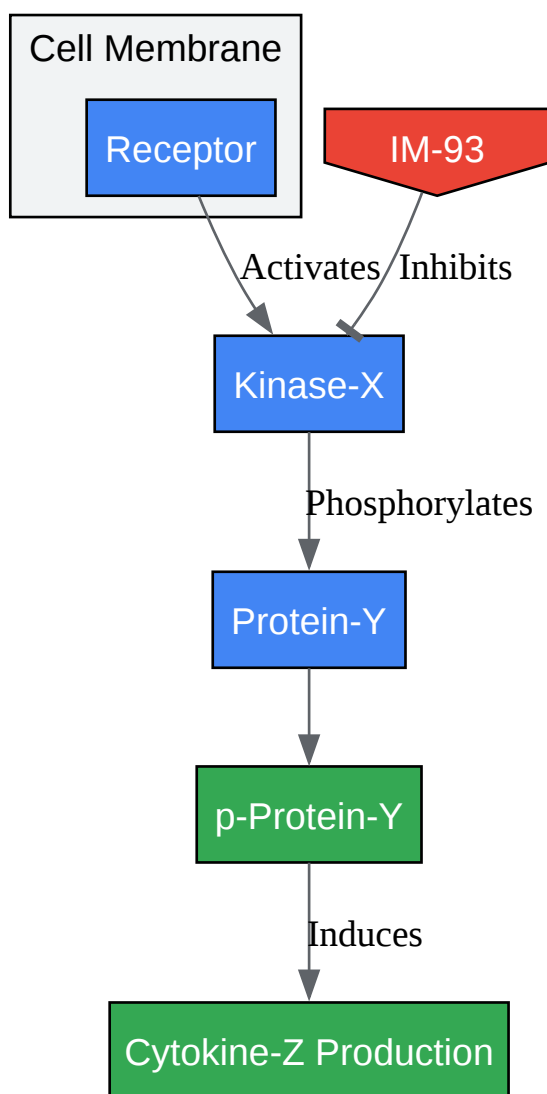 Cell Membrane
Receptor
IM-93
Activates
Inhibits
Kinase-X
Phosphorylates
Protein-Y
p-Protein-Y
Induces
Cytokine-Z Production